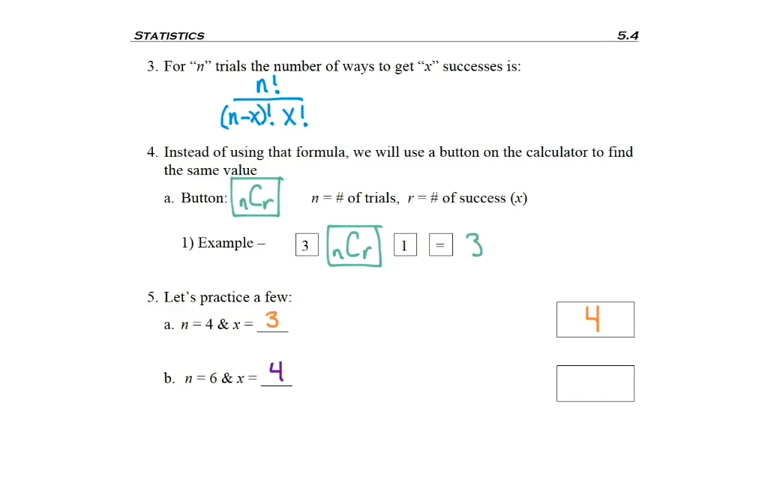 STATISTICS 5.4
3. For “n” trials the number of ways to get “x” successes is:
n!
(n-x)! x!
4. Instead of using that formula, we will use a button on the calculator to find
the same value
a. Button: nCr n = # of trials, r = # of success (x)
1) Example – 3 nCr 1 = 3
5. Let’s practice a few:
a. n = 4 & x = 3 4
b. n = 6 & x = 4